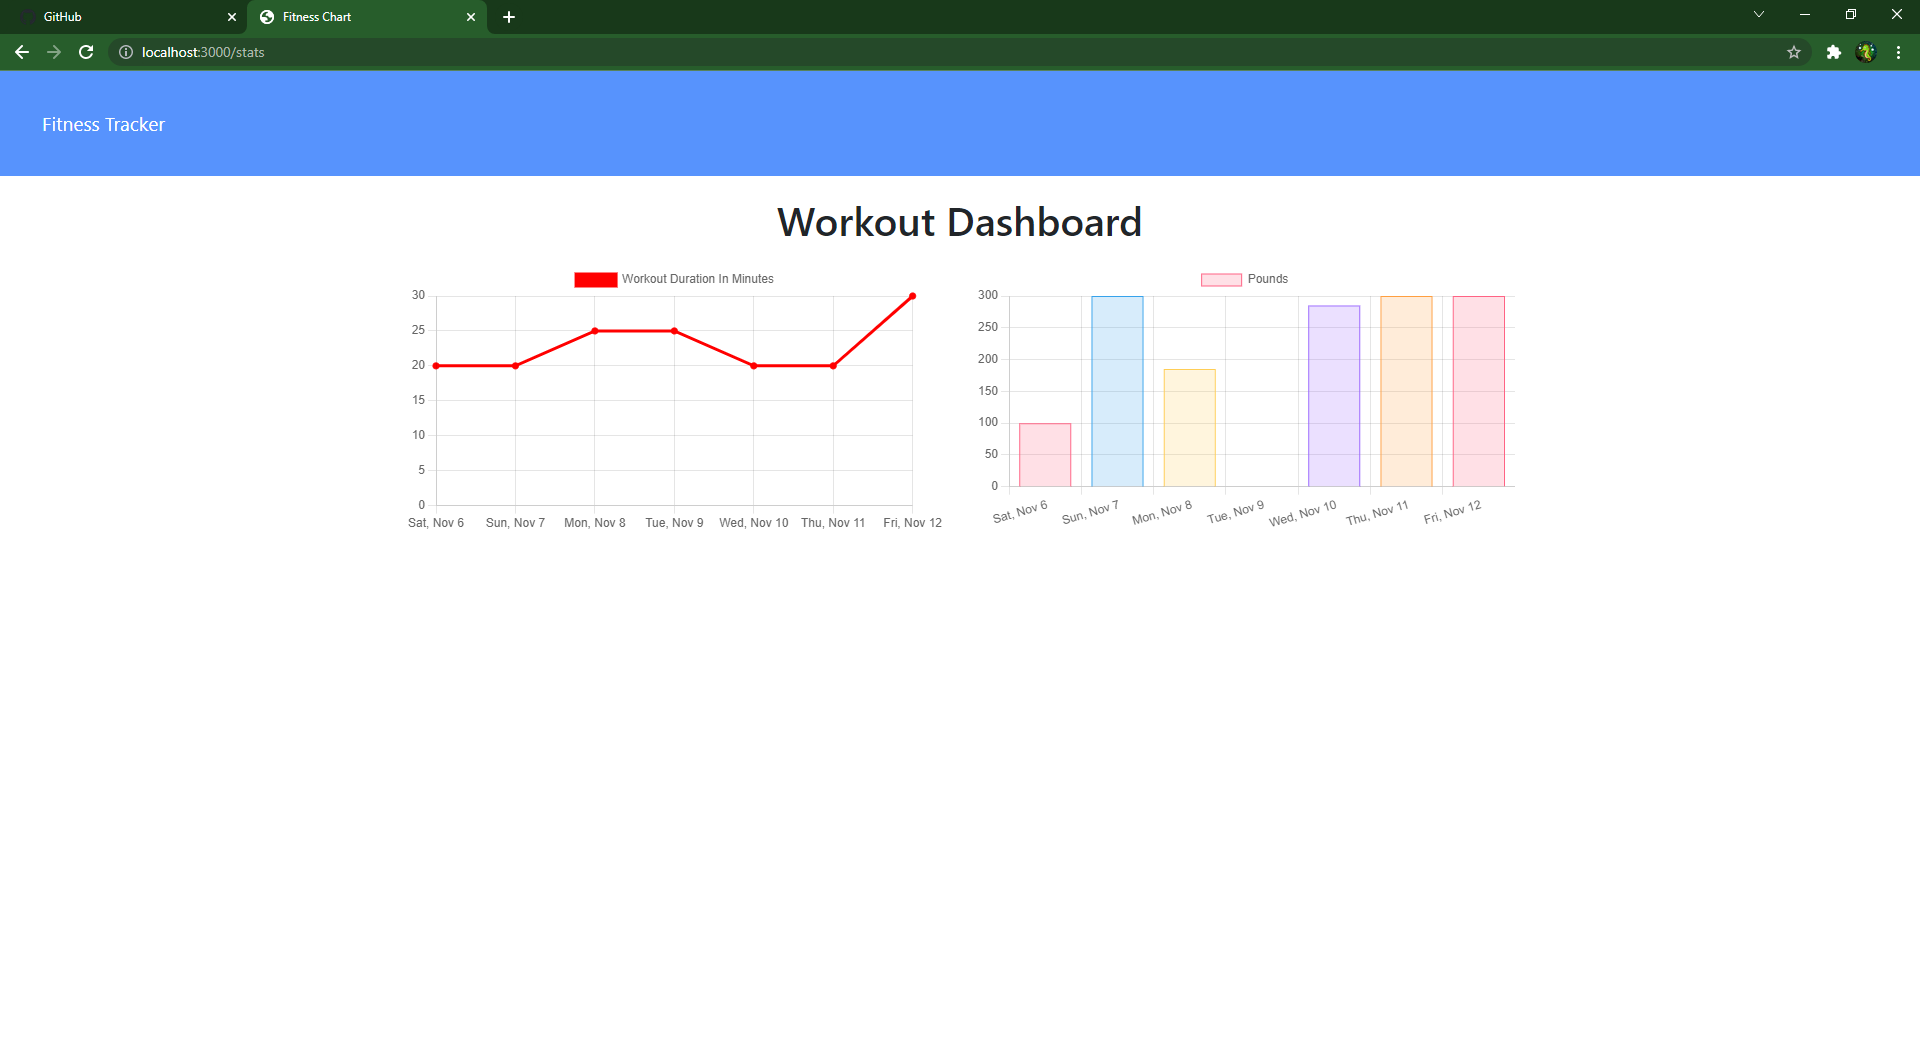 GitHub
Fitness Chart
localhost:3000/stats
Fitness Tracker
Workout Dashboard
Workout Duration In Minutes
30
25
20
15
10
5
0
Sat, Nov 6 Sun, Nov 7 Mon, Nov 8 Tue, Nov 9 Wed, Nov 10 Thu, Nov 11 Fri, Nov 12
Pounds
300
250
200
150
100
50
0
Sat, Nov 6 Sun, Nov 7 Mon, Nov 8 Tue, Nov 9 Wed, Nov 10 Thu, Nov 11 Fri, Nov 12